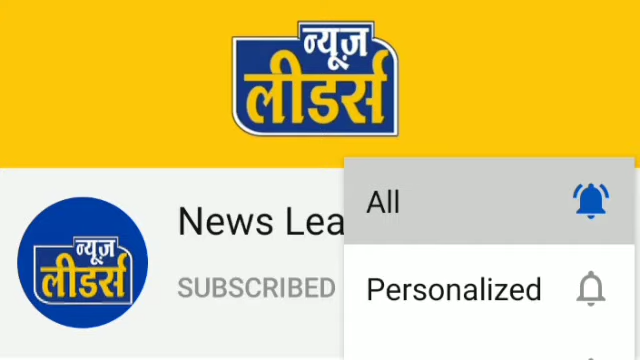 न्यूज़
लीडर्स
All
News Lea
न्यूज़
लीडर्स
SUBSCRIBED
Personalized